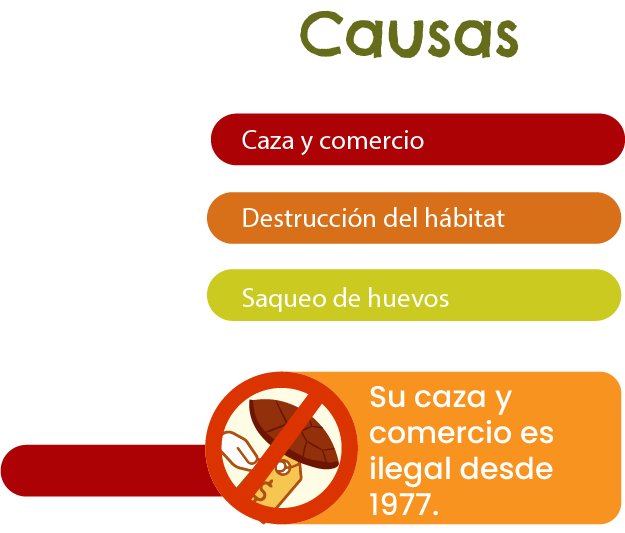 Causas
Caza y comercio
Destrucción del hábitat
Saqueo de huevos
Su caza y
comercio es
ilegal desde
1977.
$